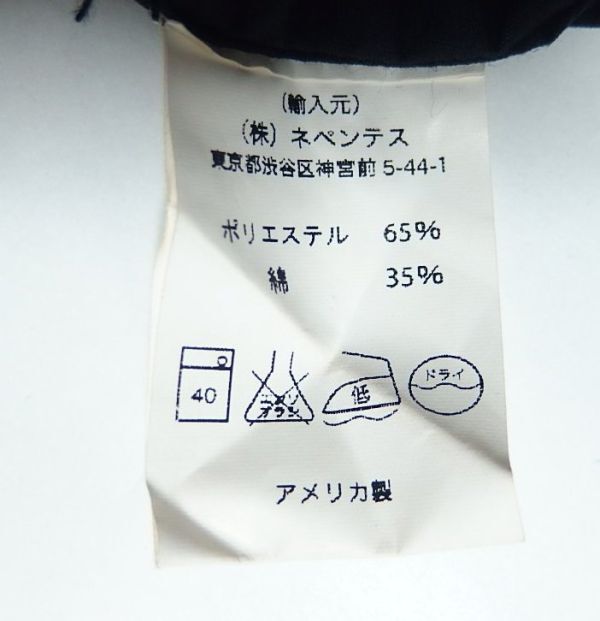 (輸入元)
(株) ネペンテス
東京都渋谷区神宮前 5-44-1
ポリエステル 65%
綿 35%
40
エンソ
サラシ
低
ドライ
アメリカ製